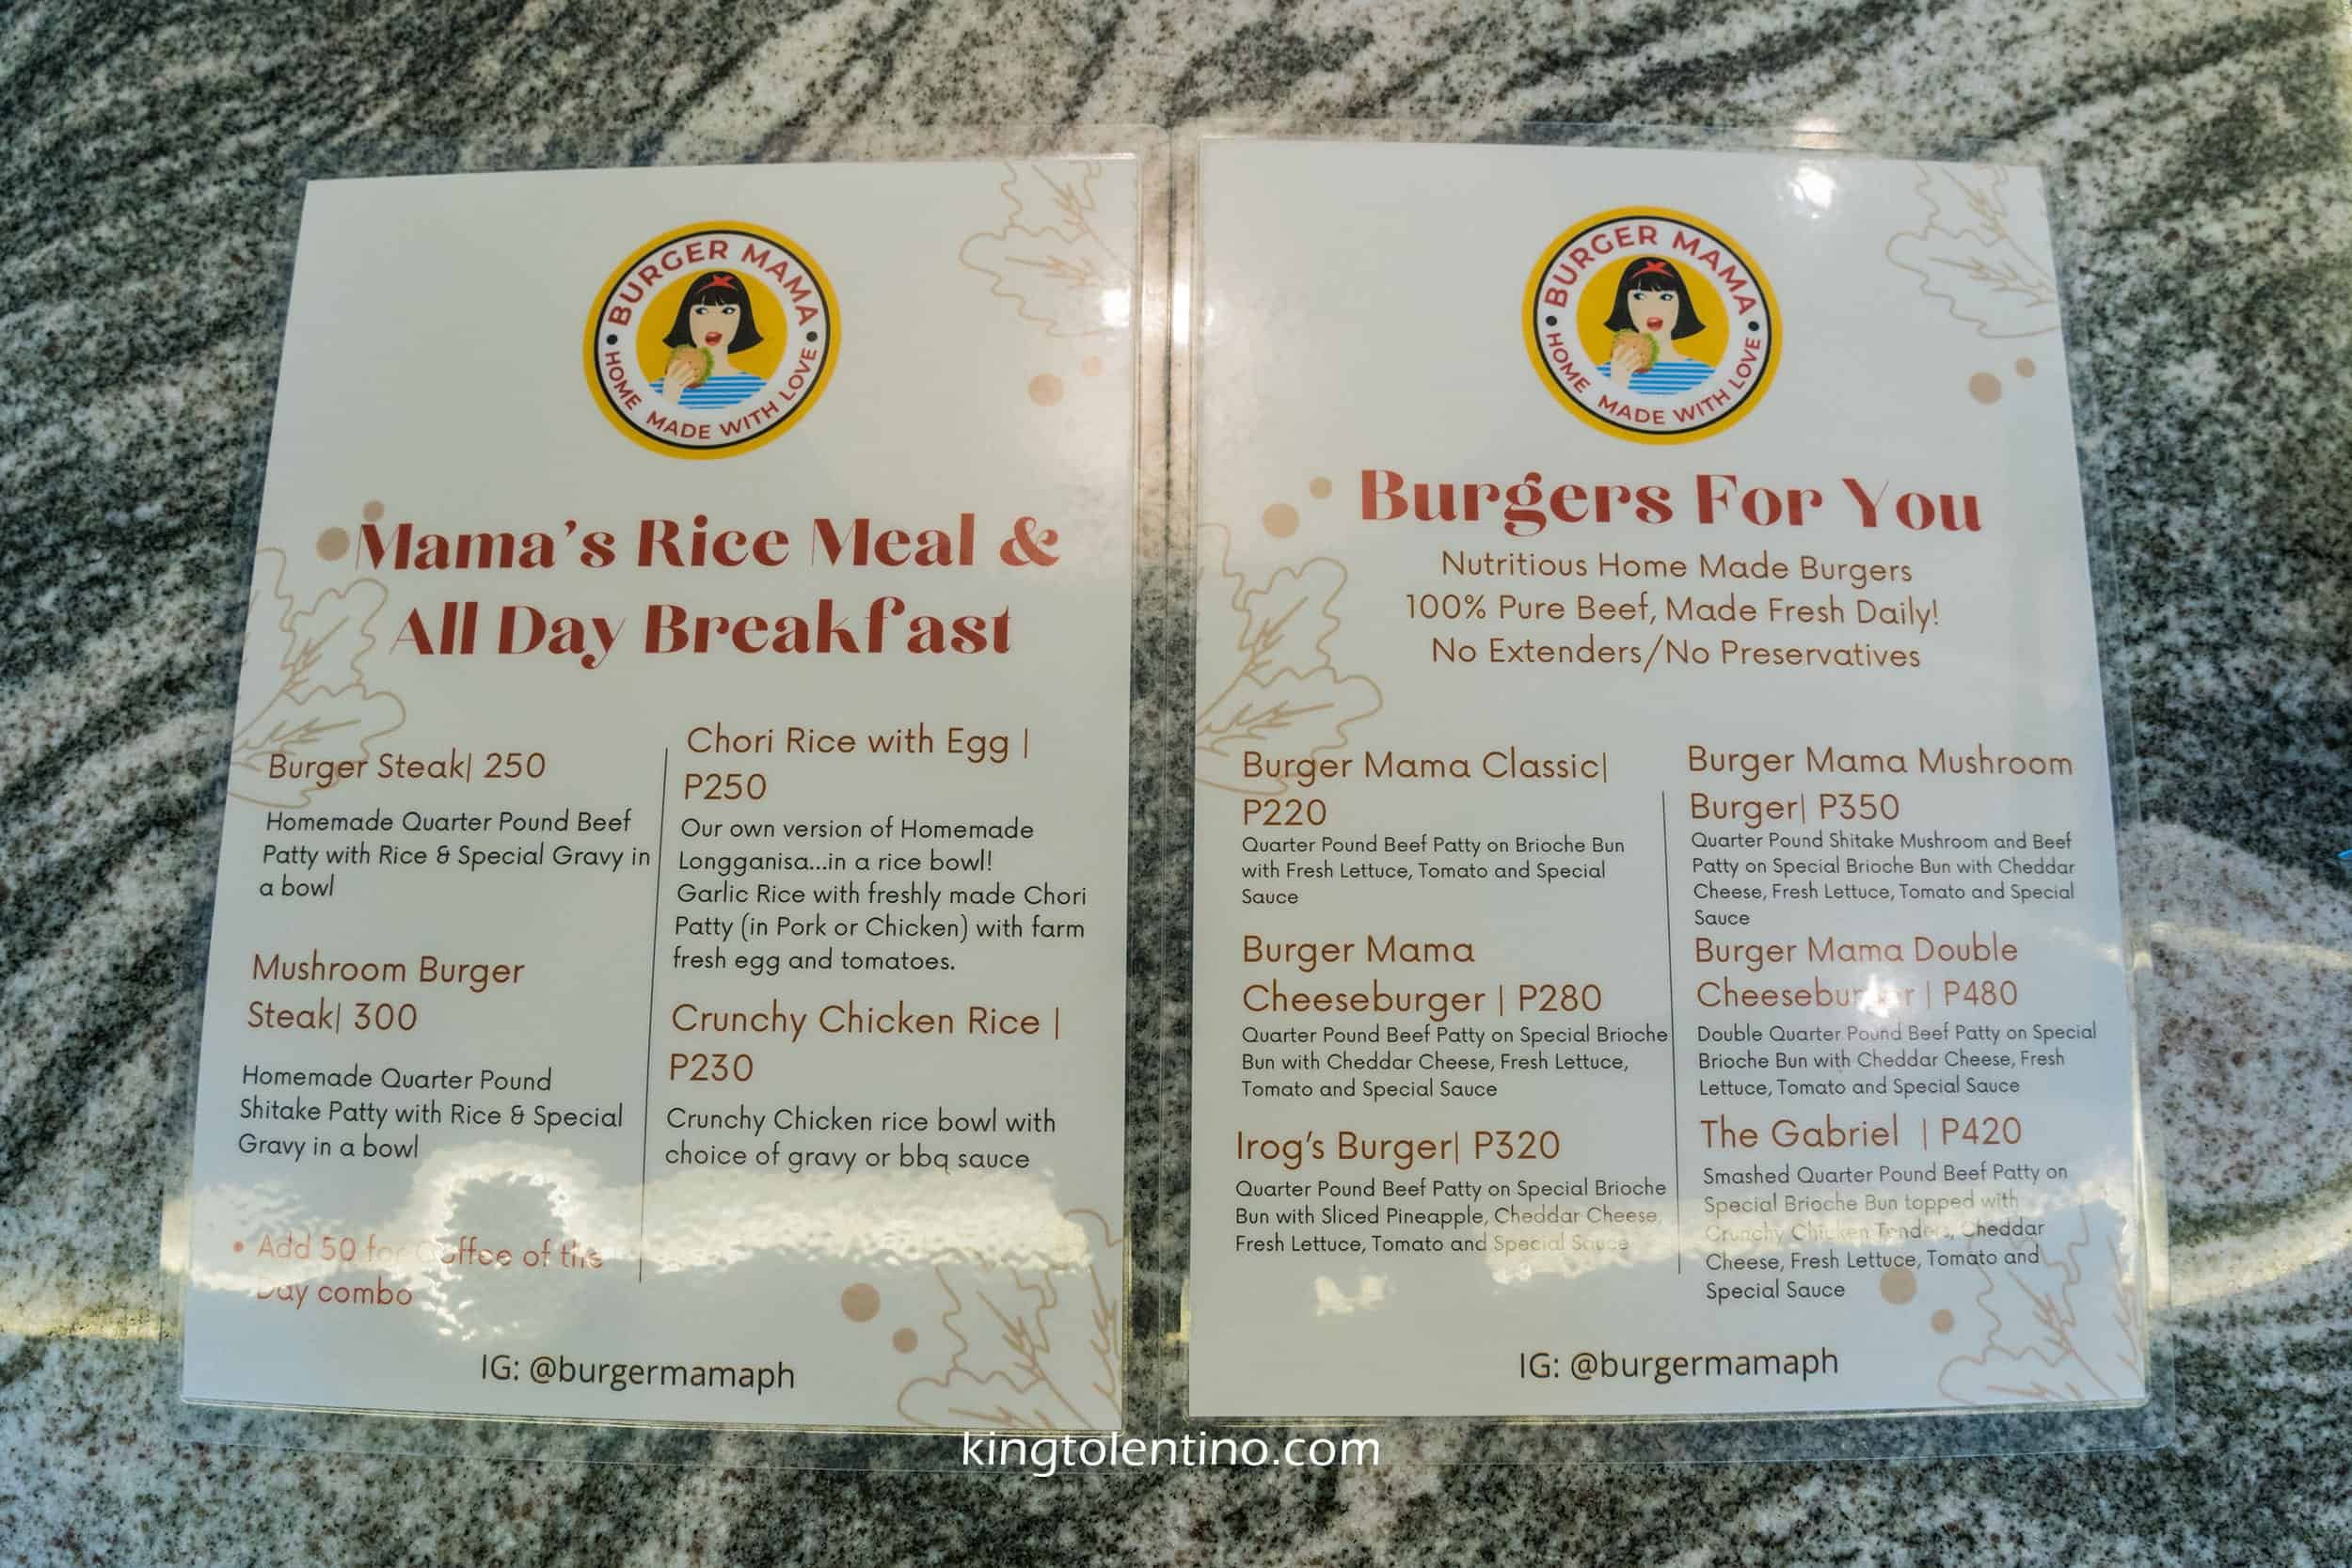 BURGER MAMA
HOME MADE WITH LOVE
Mama's Rice Meal &
All Day Breakfast
Burger Steak| 250
Homemade Quarter Pound Beef
Patty with Rice & Special Gravy in
a bowl
Mushroom Burger
Steak| 300
Homemade Quarter Pound
Shitake Patty with Rice & Special
Gravy in a bowl
• Add 50 for Coffee of the
Day combo
Chori Rice with Egg |
P250
Our own version of Homemade
Longganisa...in a rice bowl!
Garlic Rice with freshly made Chori
Patty (in Pork or Chicken) with farm
fresh egg and tomatoes.
Crunchy Chicken Rice |
P230
Crunchy Chicken rice bowl with
choice of gravy or bbq sauce
IG: @burgermamaph
BURGER MAMA
HOME MADE WITH LOVE
Burgers For You
Nutritious Home Made Burgers
100% Pure Beef, Made Fresh Daily!
No Extenders/No Preservatives
Burger Mama Classic|
P220
Quarter Pound Beef Patty on Brioche Bun
with Fresh Lettuce, Tomato and Special
Sauce
Burger Mama
Cheeseburger | P280
Quarter Pound Beef Patty on Special Brioche
Bun with Cheddar Cheese, Fresh Lettuce,
Tomato and Special Sauce
Irog's Burger| P320
Quarter Pound Beef Patty on Special Brioche
Bun with Sliced Pineapple, Cheddar Cheese,
Fresh Lettuce, Tomato and Special Sauce
Burger Mama Mushroom
Burger| P350
Quarter Pound Shitake Mushroom and Beef
Patty on Special Brioche Bun with Cheddar
Cheese, Fresh Lettuce, Tomato and Special
Sauce
Burger Mama Double
Cheeseburger | P480
Double Quarter Pound Beef Patty on Special
Brioche Bun with Cheddar Cheese, Fresh
Lettuce, Tomato and Special Sauce
The Gabriel | P420
Smashed Quarter Pound Beef Patty on
Special Brioche Bun topped with
Crunchy Chicken Tenders, Cheddar
Cheese, Fresh Lettuce, Tomato and
Special Sauce
IG: @burgermamaph
kingtolentino.com